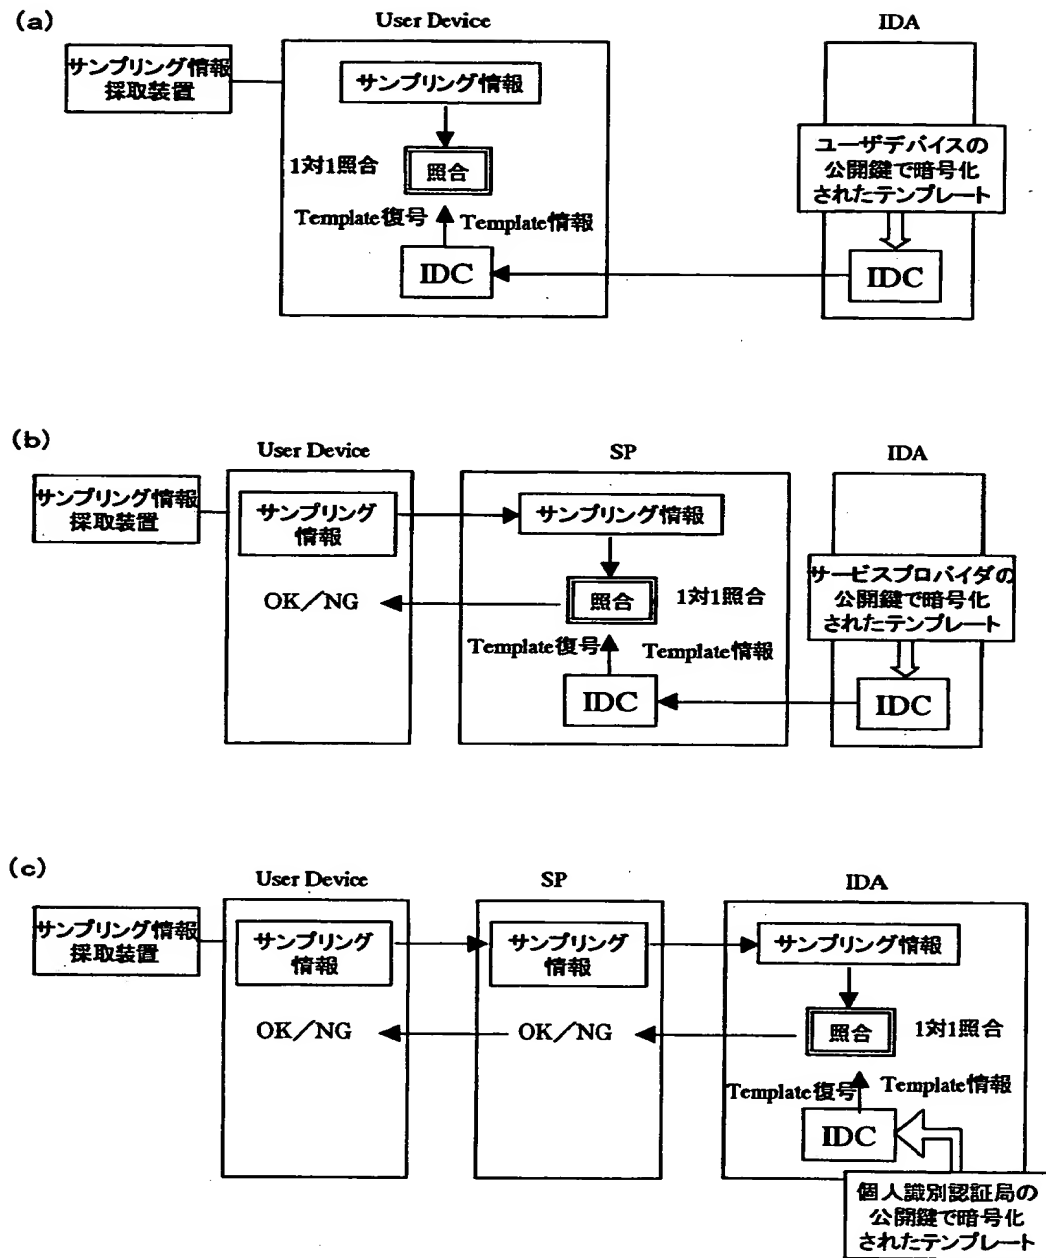 (a)
User Device
IDA
サンプリング情報
採取装置
サンプリング情報
ユーザデバイスの
公開鍵で暗号化
されたテンプレート
1対1照合
照合
Template復号
Template情報
IDC
IDC
(b)
User Device
SP
IDA
サンプリング情報
採取装置
サンプリング
情報
サンプリング情報
サービスプロバイダの
公開鍵で暗号化
されたテンプレート
OK/NG
照合
1対1照合
Template復号
Template情報
IDC
IDC
(c)
User Device
SP
IDA
サンプリング情報
採取装置
サンプリング
情報
サンプリング
情報
サンプリング情報
OK/NG
OK/NG
照合
1対1照合
Template復号
Template情報
IDC
個人識別認証局の
公開鍵で暗号化
されたテンプレート